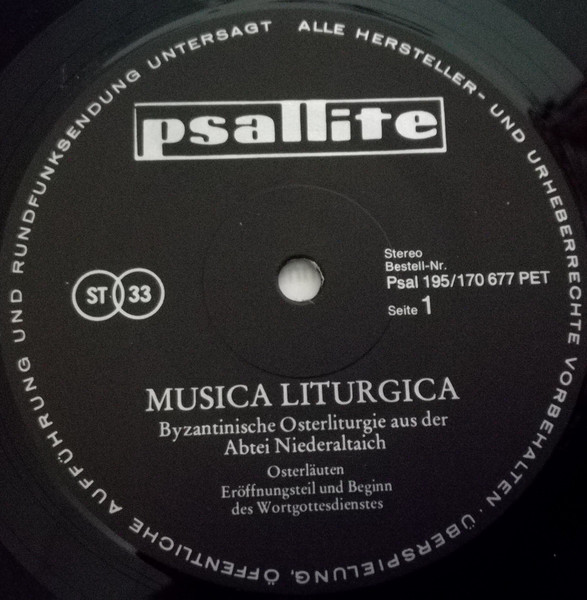 ALLE HERSTELLER- UND URHEBERRECHTE VORBEHALTEN · ÜBERSPIELUNG, ÖFFENTLICHE AUFFÜHRUNG UND RUNDFUNKSENDUNG UNTERSAGT
psallite
ST 33
Stereo
Bestell-Nr.
Psal 195/170 677 PET
Seite 1
MUSICA LITURGICA
Byzantinische Osterliturgie aus der
Abtei Niederaltaich
Osterläuten
Eröffnungsteil und Beginn
des Wortgottesdienstes